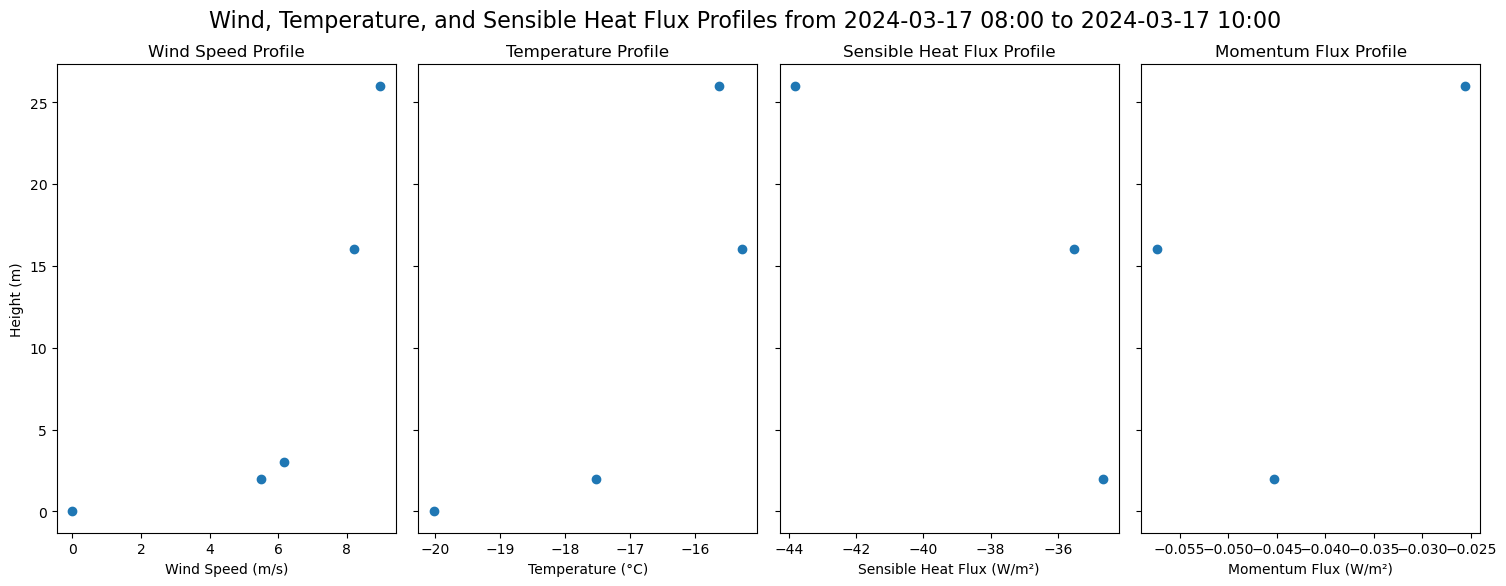 Wind, Temperature, and Sensible Heat Flux Profiles from 2024-03-17 08:00 to 2024-03-17 10:00
Wind Speed Profile
Temperature Profile
Sensible Heat Flux Profile
Momentum Flux Profile
25
20
15
10
5
0
Height (m)
0 2 4 6 8
−20 −19 −18 −17 −16
−44 −42 −40 −38 −36
−0.055 −0.050 −0.045 −0.040 −0.035 −0.030 −0.025
Wind Speed (m/s)
Temperature (°C)
Sensible Heat Flux (W/m²)
Momentum Flux (W/m²)